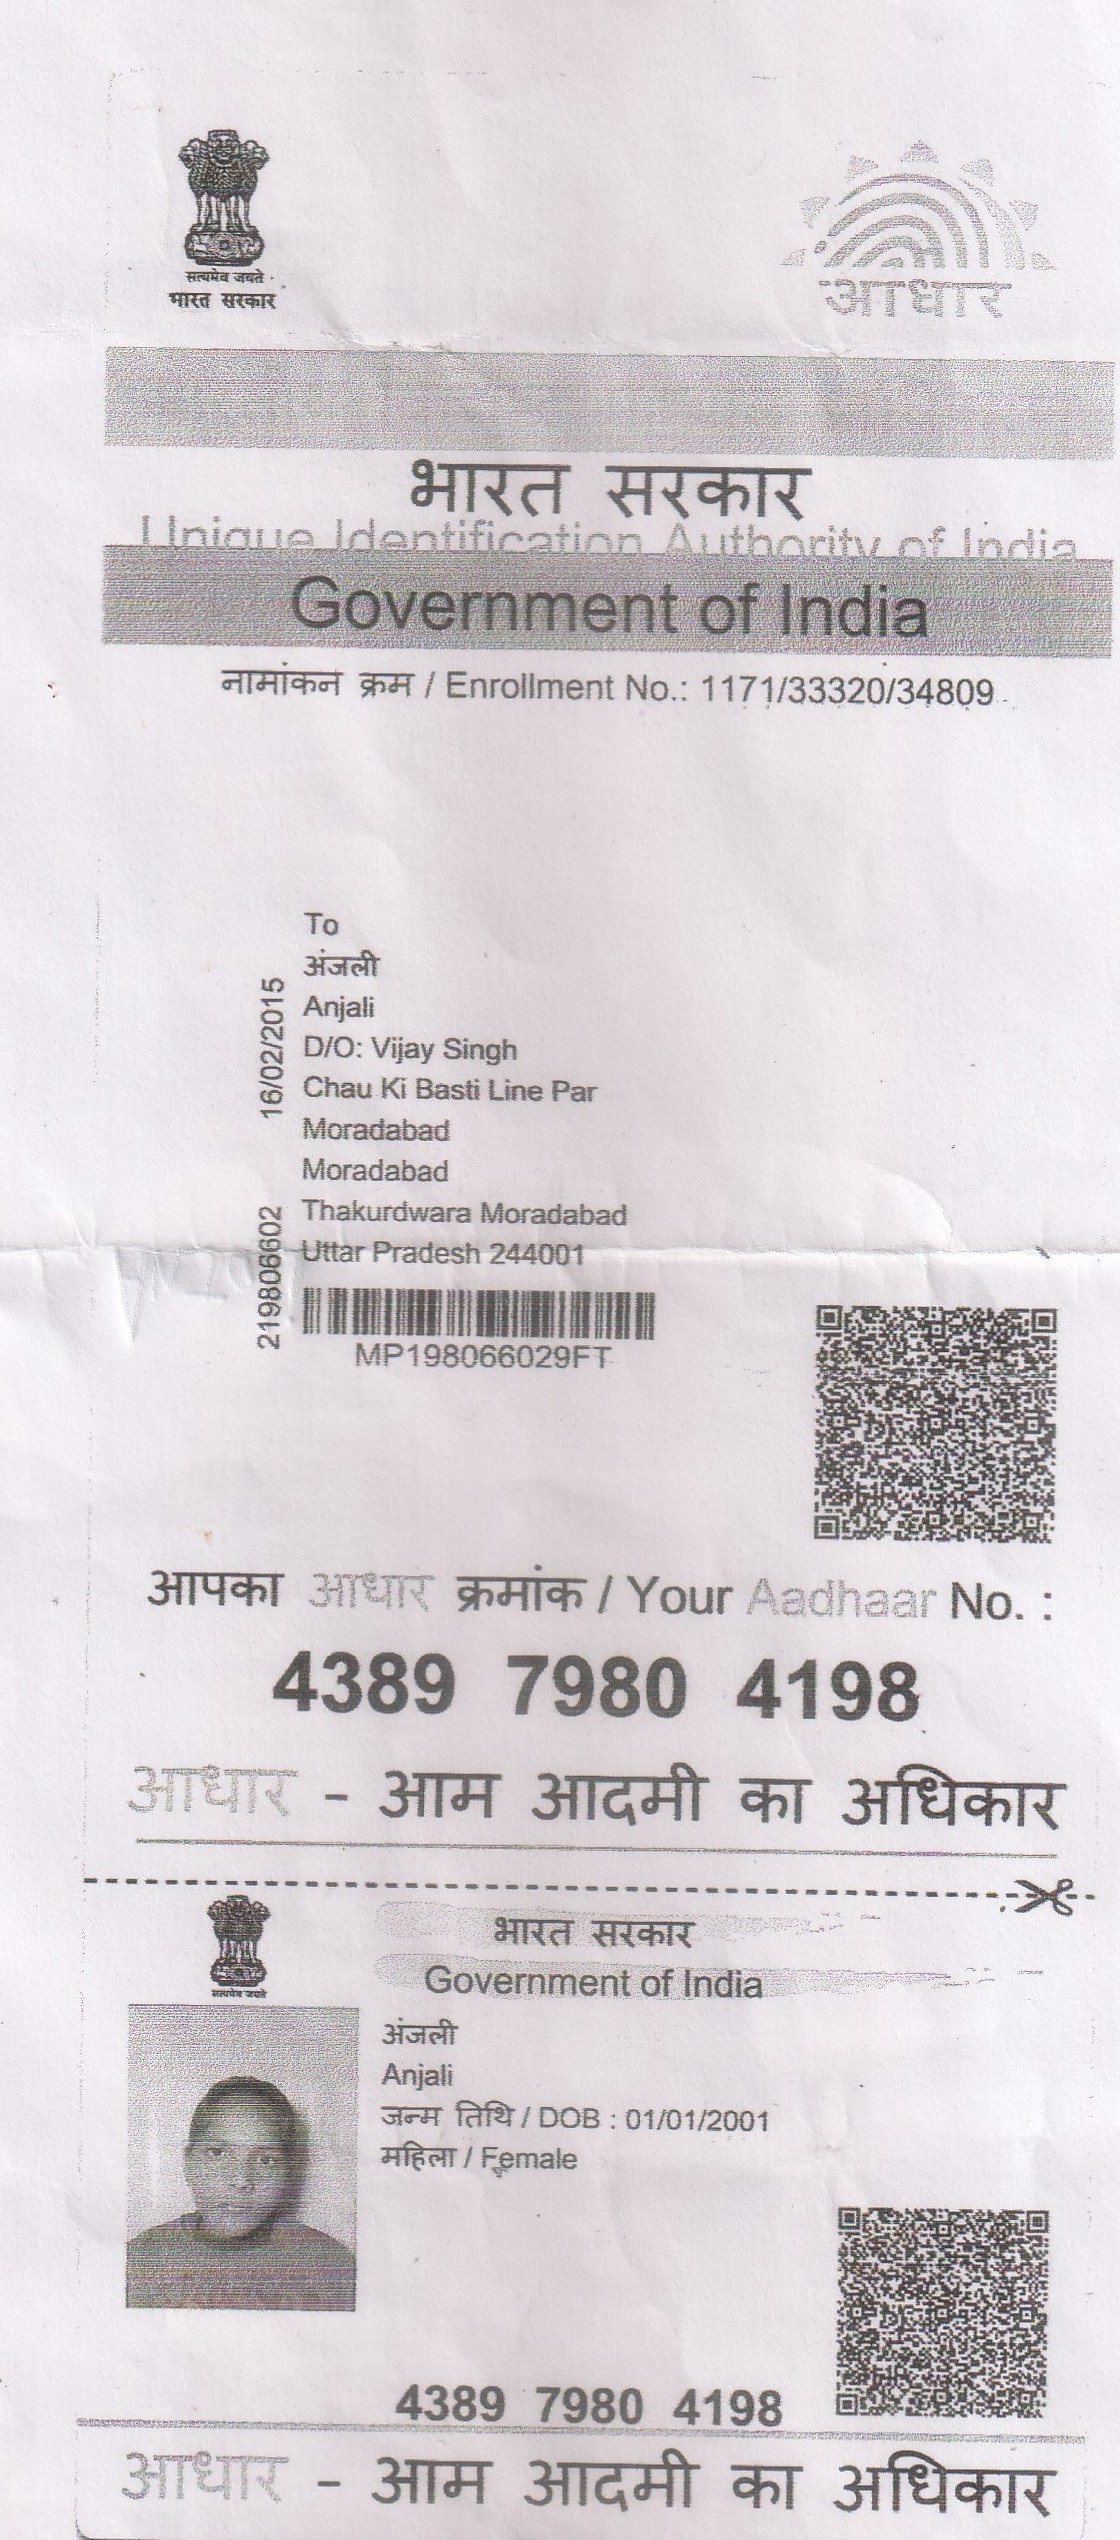 सत्यमेव जयते
भारत सरकार
आधार
भारत सरकार
Unique Identification Authority of India
Government of India
नामांकन क्रम / Enrollment No.: 1171/33320/34809
To
अंजली
Anjali
D/O: Vijay Singh
Chau Ki Basti Line Par
Moradabad
Moradabad
Thakurdwara Moradabad
Uttar Pradesh 244001
16/02/2015
219806602
MP198066029FT
आपका आधार क्रमांक / Your Aadhaar No. :
4389 7980 4198
आधार - आम आदमी का अधिकार
सत्यमेव जयते
भारत सरकार
Government of India
अंजली
Anjali
जन्म तिथि / DOB : 01/01/2001
महिला / Female
4389 7980 4198
आधार - आम आदमी का अधिकार